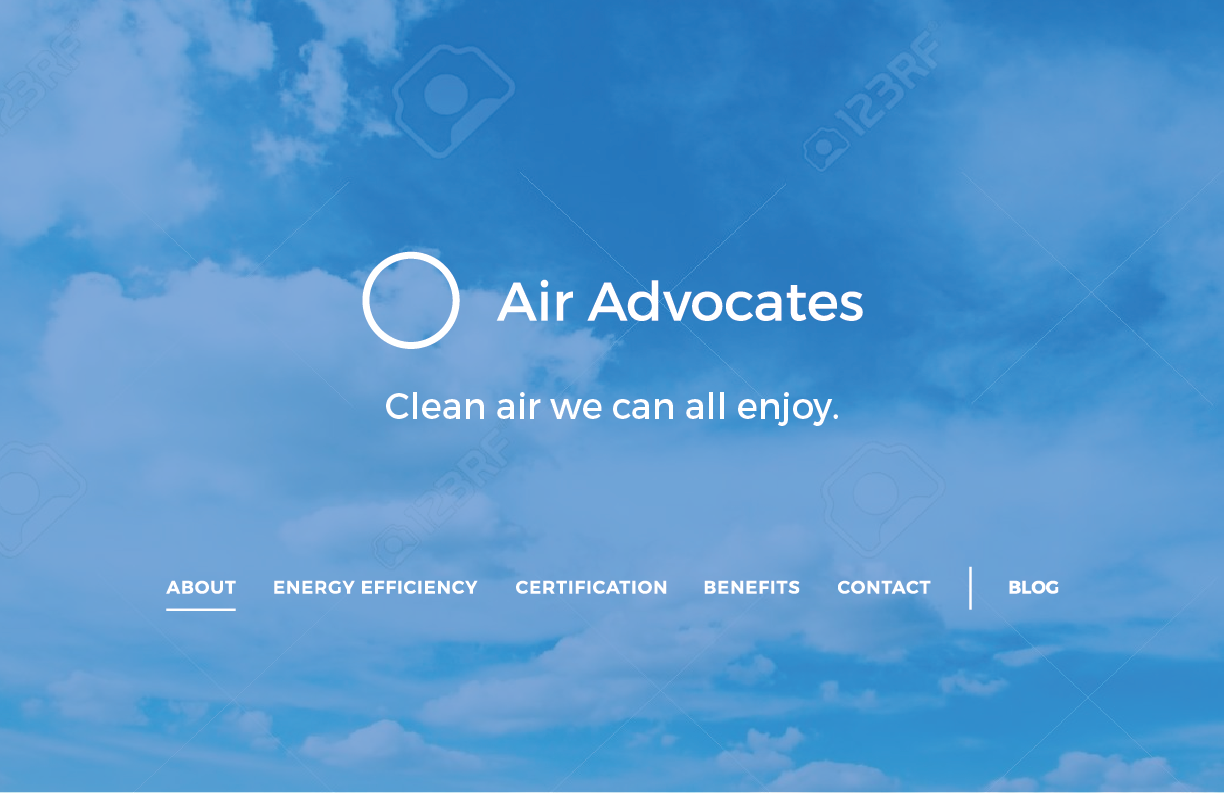 123RF
123RF
Air Advocates
Clean air we can all enjoy.
123RF
ABOUT ENERGY EFFICIENCY CERTIFICATION BENEFITS CONTACT | BLOG